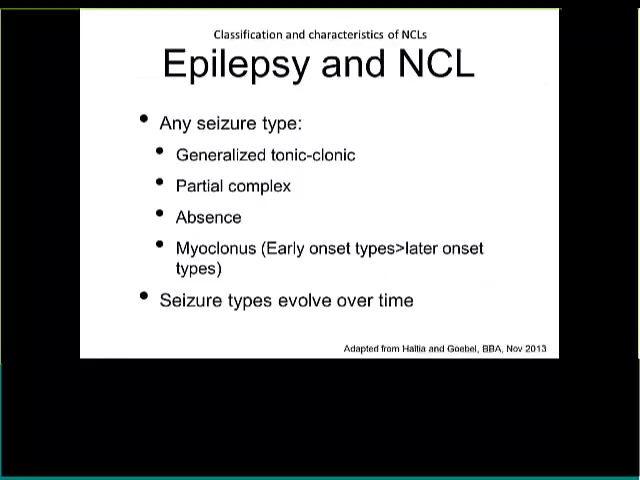 Classification and characteristics of NCLs
Epilepsy and NCL
• Any seizure type:
• Generalized tonic-clonic
• Partial complex
• Absence
• Myoclonus (Early onset types>later onset
types)
• Seizure types evolve over time
Adapted from Haltia and Goebel, BBA, Nov 2013